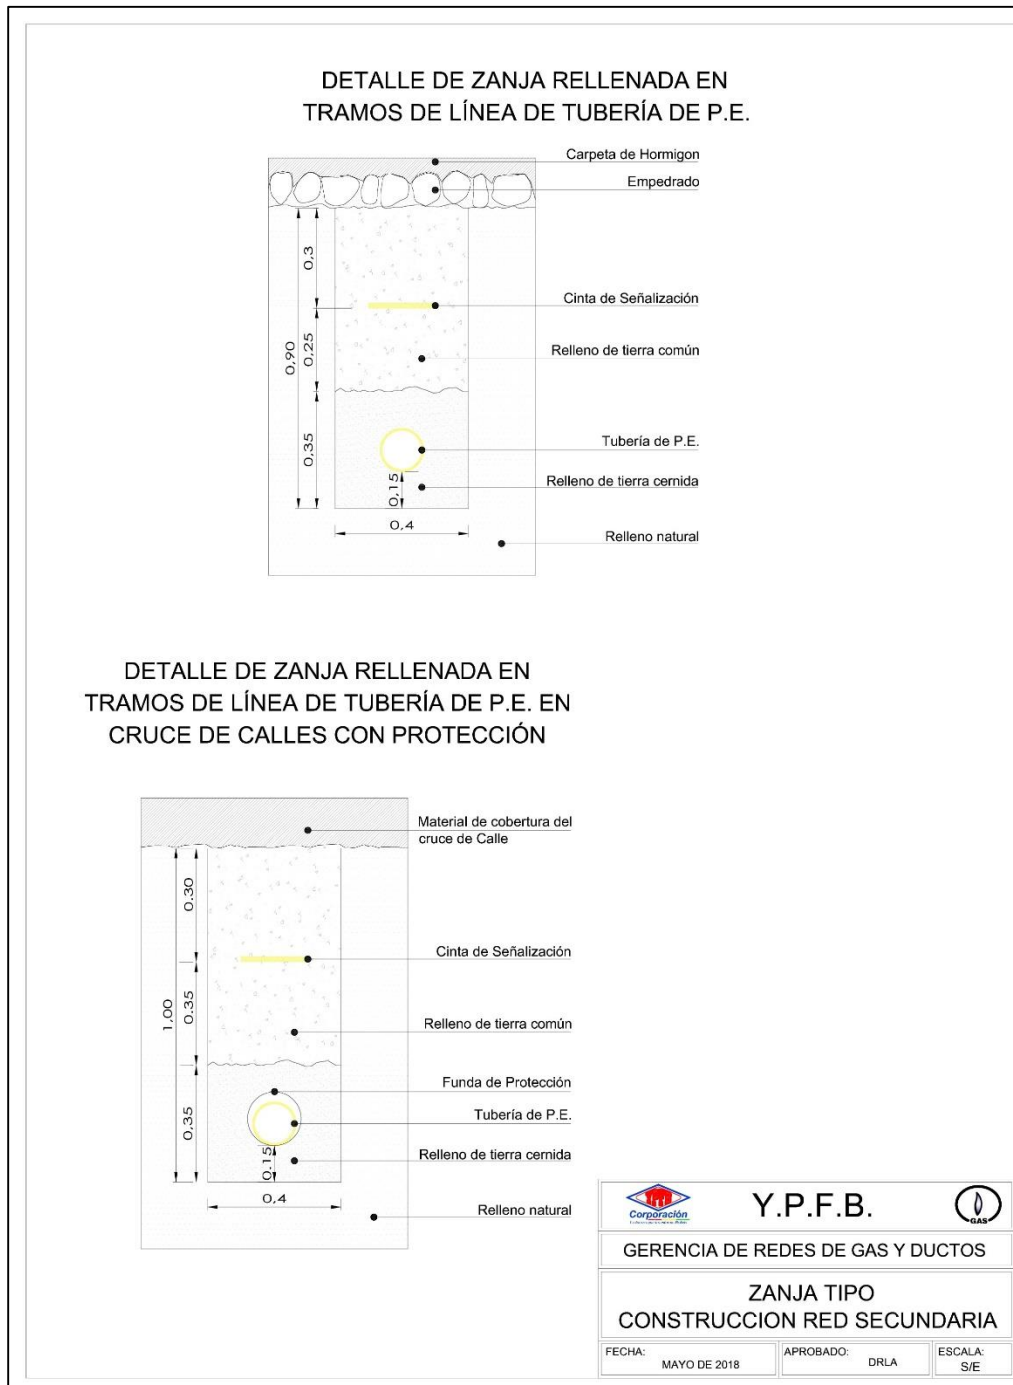 DETALLE DE ZANJA RELLENADA EN
TRAMOS DE LÍNEA DE TUBERÍA DE P.E.
Carpeta de Hormigon
Empedrado
0,3
Cinta de Señalización
0,25
0,90
Relleno de tierra común
0,35
Tubería de P.E.
0,15
Relleno de tierra cernida
0,4
Relleno natural
DETALLE DE ZANJA RELLENADA EN
TRAMOS DE LÍNEA DE TUBERÍA DE P.E. EN
CRUCE DE CALLES CON PROTECCIÓN
Material de cobertura del
cruce de Calle
0.30
Cinta de Señalización
0.35
1,00
Relleno de tierra común
Funda de Protección
0,35
Tubería de P.E.
0.15
Relleno de tierra cernida
0,4
Relleno natural
Corporación
Y.P.F.B.
GAS
GERENCIA DE REDES DE GAS Y DUCTOS
ZANJA TIPO
CONSTRUCCION RED SECUNDARIA
FECHA:
MAYO DE 2018
APROBADO:
DRLA
ESCALA:
S/E